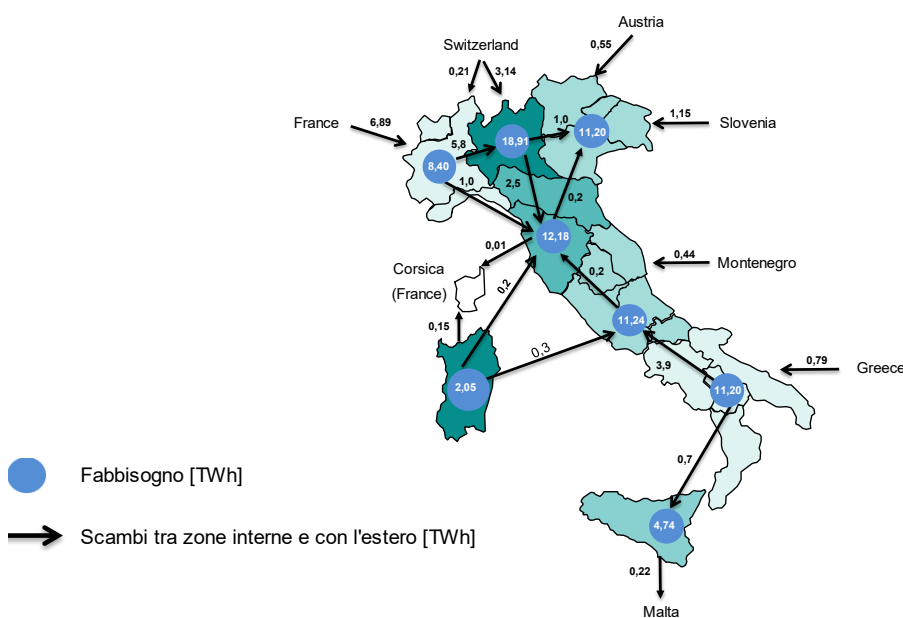 Austria
0,55
Switzerland
0,21
3,14
France
6,89
1,15
Slovenia
5,8
18,91
1,0
11,20
8,40
1,0
2,5
0,2
12,18
0,01
0,44
Montenegro
Corsica
(France)
0,2
0,2
0,15
0,3
11,24
0,79
Greece
3,9
2,05
11,20
0,7
Fabbisogno [TWh]
4,74
Scambi tra zone interne e con l'estero [TWh]
0,22
Malta